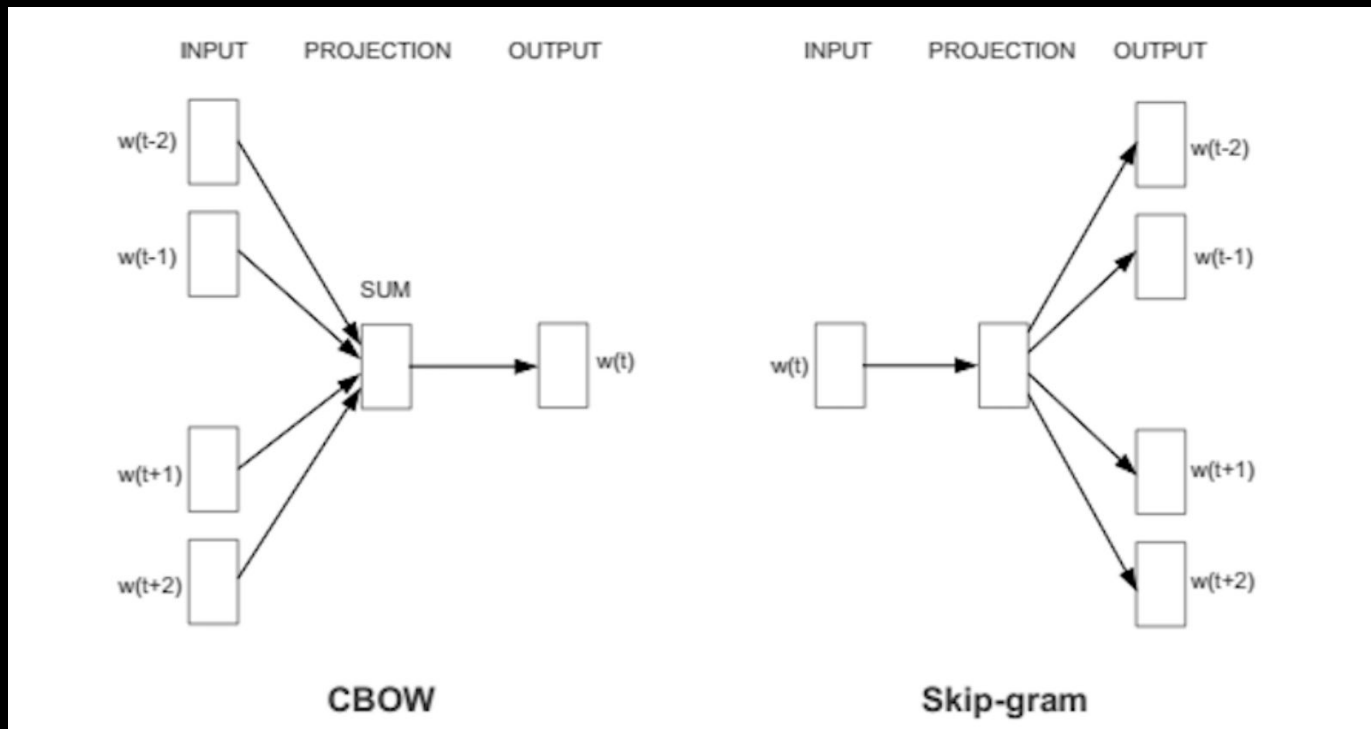 INPUT PROJECTION OUTPUT
w(t-2)
w(t-1)
SUM
w(t)
w(t+1)
w(t+2)
CBOW
INPUT PROJECTION OUTPUT
w(t-2)
w(t-1)
w(t)
w(t+1)
w(t+2)
Skip-gram